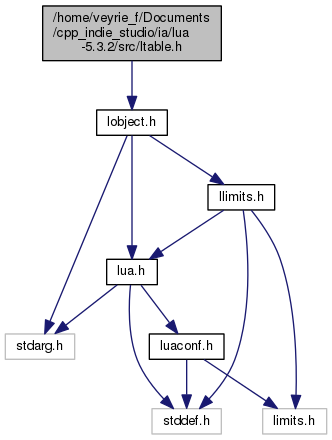 /home/veyrie_f/Documents
/cpp_indie_studio/ia/lua
-5.3.2/src/ltable.h
lobject.h
llimits.h
lua.h
stdarg.h
luaconf.h
stddef.h
limits.h